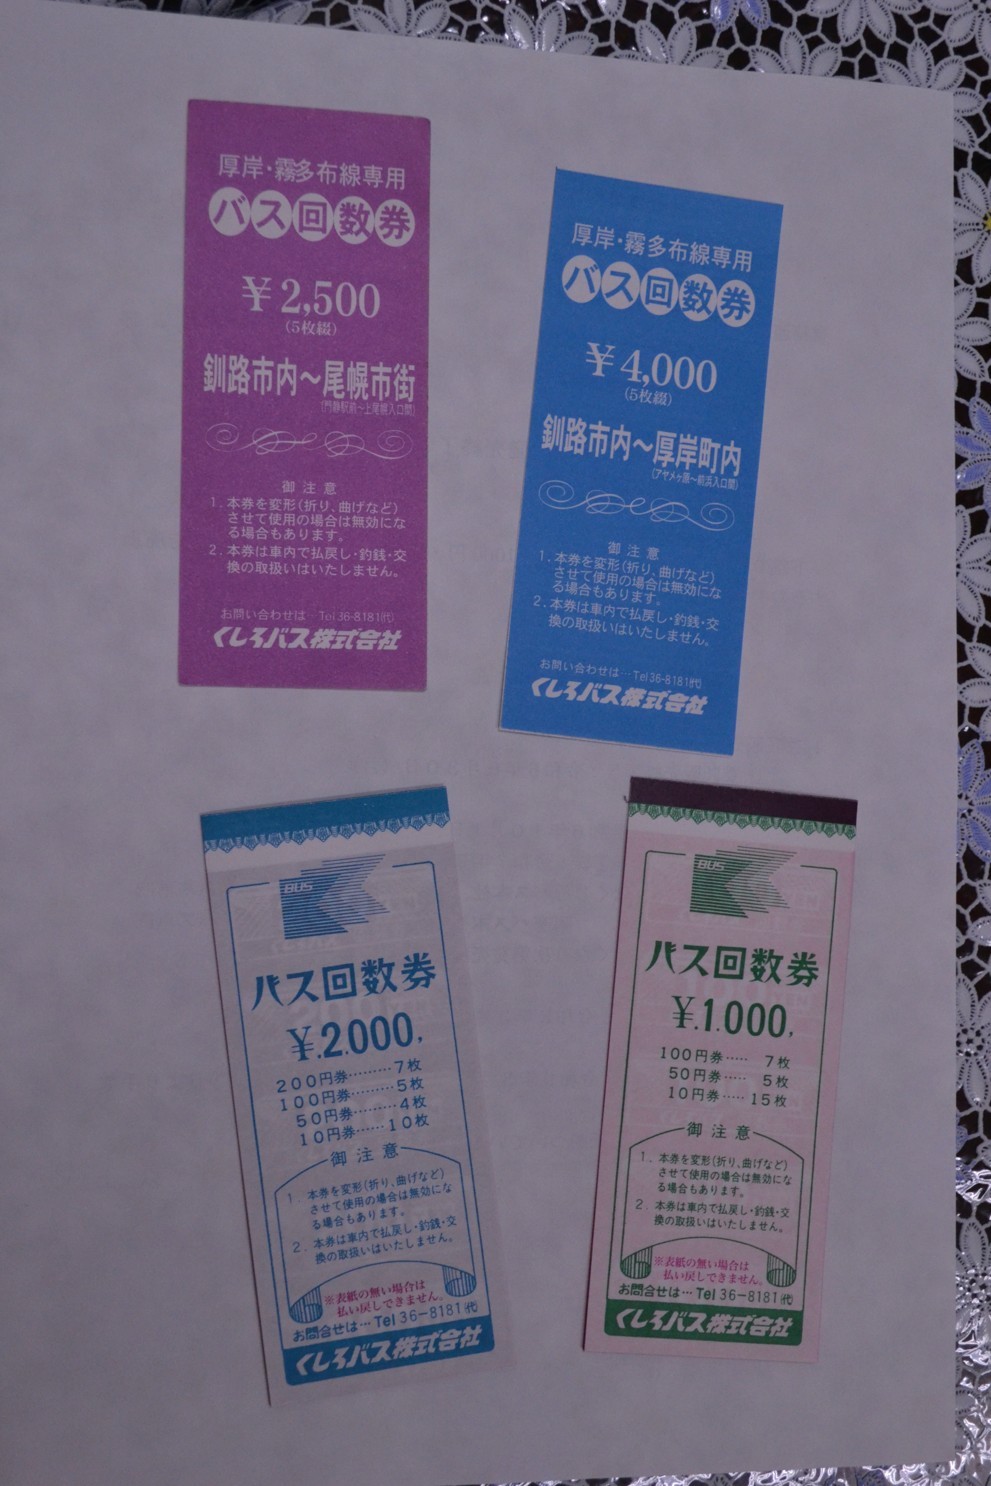 厚岸・霧多布線専用
バス回数券
¥2,500
(5枚綴)
釧路市内～尾幌市街
(門静駅前～上尾幌入口間)
御注意
1. 本券を変形(折り、曲げなど)
させて使用の場合は無効にな
る場合もあります。
2. 本券は車内で払戻し・釣銭・交
換の取扱いはいたしません。
お問い合わせは… Tel 36-8181(代)
くしろバス株式会社
厚岸・霧多布線専用
バス回数券
¥4,000
(5枚綴)
釧路市内～厚岸町内
(アヤメヶ原～前浜入口間)
御注意
1. 本券を変形(折り、曲げなど)
させて使用の場合は無効にな
る場合もあります。
2. 本券は車内で払戻し・釣銭・交
換の取扱いはいたしません。
お問い合わせは… Tel 36-8181(代)
くしろバス株式会社
BUS
バス回数券
¥.2.000,
200円券………7枚
100円券………5枚
50円券………4枚
10円券……10枚
御注意
1. 本券を変形(折り、曲げなど)
させて使用の場合は無効にな
る場合もあります。
2. 本券は車内で払戻し・釣銭・交
換の取扱いはいたしません。
※表紙の無い場合は
払い戻しできません。
お問合せは…Tel 36-8181(代)
くしろバス株式会社
BUS
バス回数券
¥.1.000,
100円券…… 7枚
50円券…… 5枚
10円券…… 15枚
御注意
1. 本券を変形(折り、曲げなど)
させて使用の場合は無効にな
る場合もあります。
2. 本券は車内で払戻し・釣銭・交
換の取扱いはいたしません。
※表紙の無い場合は
払い戻しできません。
お問合せは…Tel 36-8181(代)
くしろバス株式会社